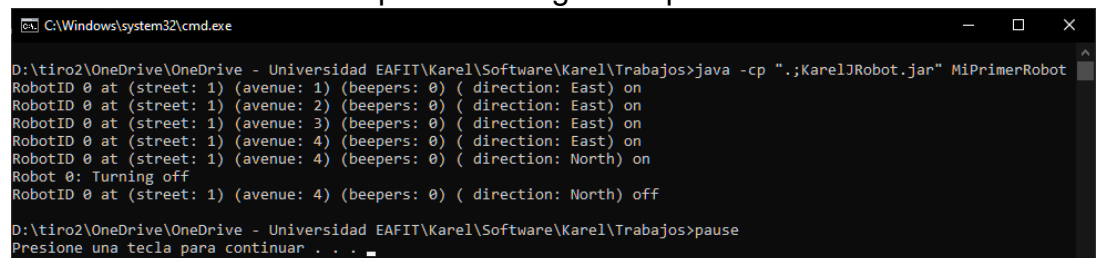 C:\Windows\system32\cmd.exe
D:\tiro2\OneDrive\OneDrive - Universidad EAFIT\Karel\Software\Karel\Trabajos>java -cp ".;KarelJRobot.jar" MiPrimerRobot
RobotID 0 at (street: 1) (avenue: 1) (beepers: 0) ( direction: East) on
RobotID 0 at (street: 1) (avenue: 2) (beepers: 0) ( direction: East) on
RobotID 0 at (street: 1) (avenue: 3) (beepers: 0) ( direction: East) on
RobotID 0 at (street: 1) (avenue: 4) (beepers: 0) ( direction: East) on
RobotID 0 at (street: 1) (avenue: 4) (beepers: 0) ( direction: North) on
Robot 0: Turning off
RobotID 0 at (street: 1) (avenue: 4) (beepers: 0) ( direction: North) off
D:\tiro2\OneDrive\OneDrive - Universidad EAFIT\Karel\Software\Karel\Trabajos>pause
Presione una tecla para continuar . . .